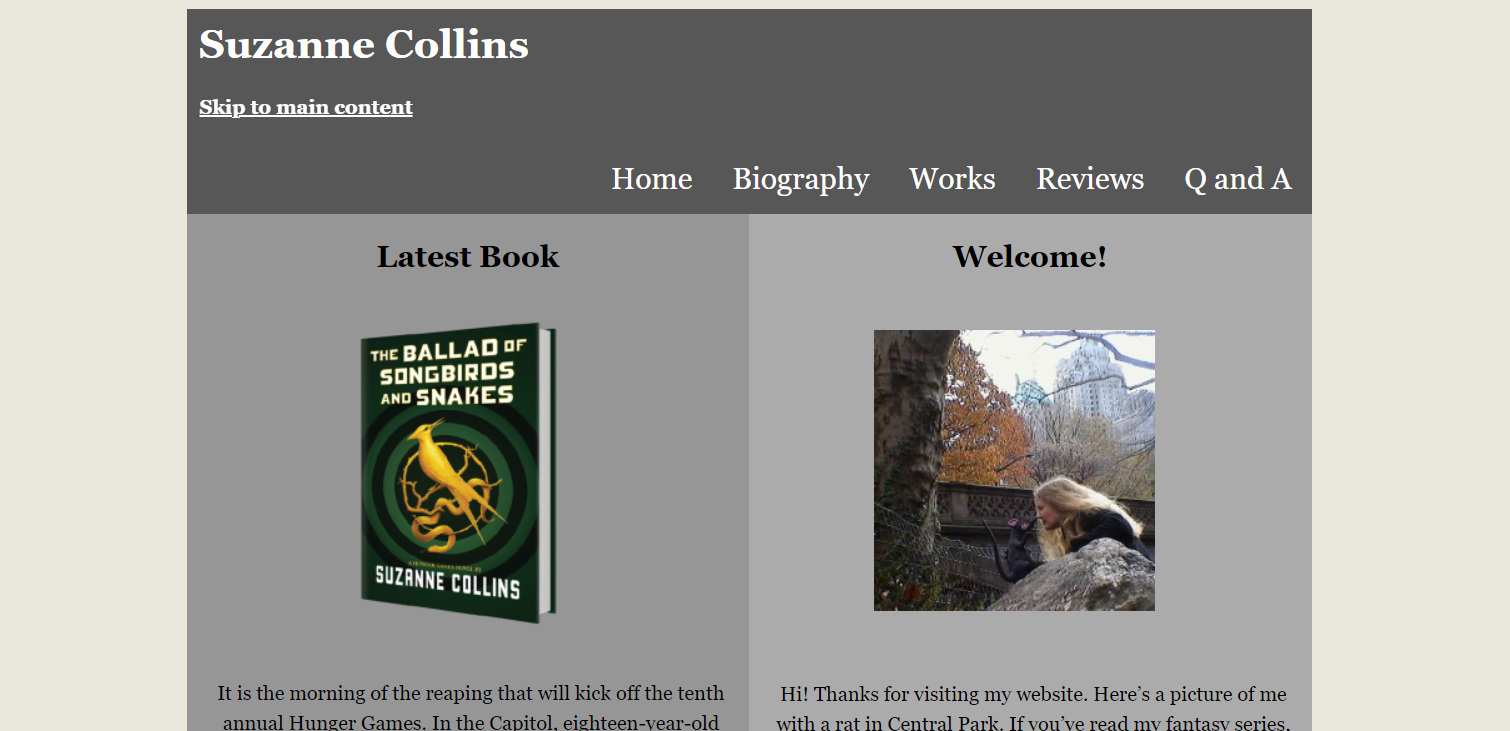 Suzanne Collins
Skip to main content
Home Biography Works Reviews Q and A
Latest Book
THE BALLAD OF
SONGBIRDS
AND SNAKES
A HUNGER GAMES NOVEL BY
SUZANNE COLLINS
It is the morning of the reaping that will kick off the tenth
annual Hunger Games. In the Capitol, eighteen-year-old
Welcome!
Hi! Thanks for visiting my website. Here’s a picture of me
with a rat in Central Park. If you’ve read my fantasy series,